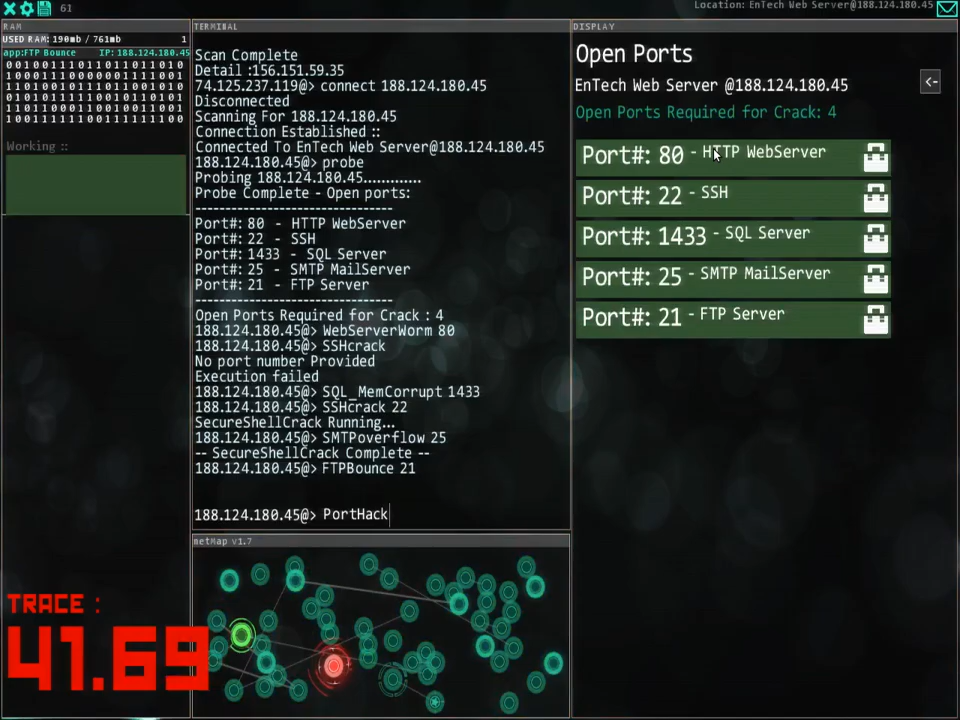 61
Location: EnTech Web Server@188.124.180.45
RAM
USED RAM: 190mb / 761mb 1
app:FTP Bounce IP: 188.124.180.45
Working ::
TRACE :
41.69
TERMINAL
Scan Complete
Detail :156.151.59.35
74.125.237.119@> connect 188.124.180.45
Disconnected
Scanning For 188.124.180.45
Connection Established ::
Connected To EnTech Web Server@188.124.180.45
188.124.180.45@> probe
Probing 188.124.180.45.............
Probe Complete - Open ports:
---------------------------------
Port#: 80 - HTTP WebServer
Port#: 22 - SSH
Port#: 1433 - SQL Server
Port#: 25 - SMTP MailServer
Port#: 21 - FTP Server
---------------------------------
Open Ports Required for Crack : 4
188.124.180.45@> WebServerWorm 80
188.124.180.45@> SSHcrack
No port number Provided
Execution failed
188.124.180.45@> SQL_MemCorrupt 1433
188.124.180.45@> SSHcrack 22
SecureShellCrack Running...
188.124.180.45@> SMTPoverflow 25
-- SecureShellCrack Complete --
188.124.180.45@> FTPBounce 21
188.124.180.45@> PortHack
netMap v1.7
DISPLAY
Open Ports
EnTech Web Server @188.124.180.45
<-
Open Ports Required for Crack: 4
Port#: 80 - HTTP WebServer
Port#: 22 - SSH
Port#: 1433 - SQL Server
Port#: 25 - SMTP MailServer
Port#: 21 - FTP Server